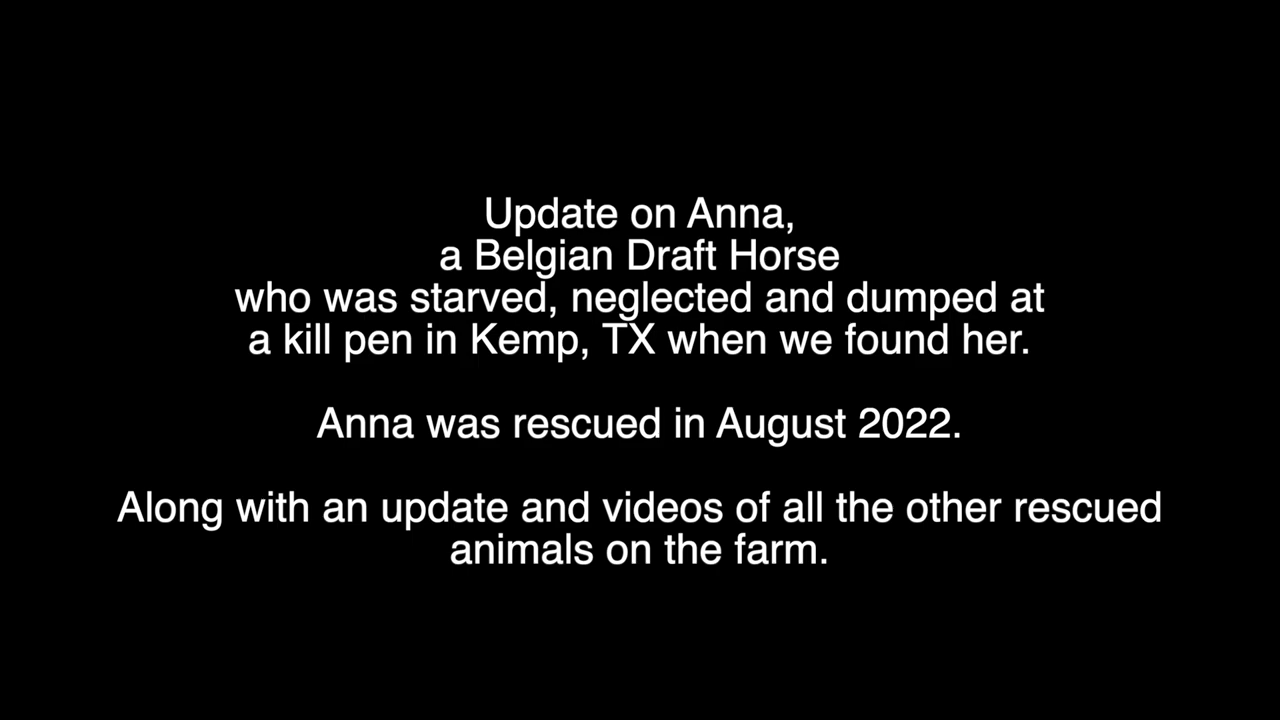 Update on Anna,
a Belgian Draft Horse
who was starved, neglected and dumped at
a kill pen in Kemp, TX when we found her.
Anna was rescued in August 2022.
Along with an update and videos of all the other rescued
animals on the farm.